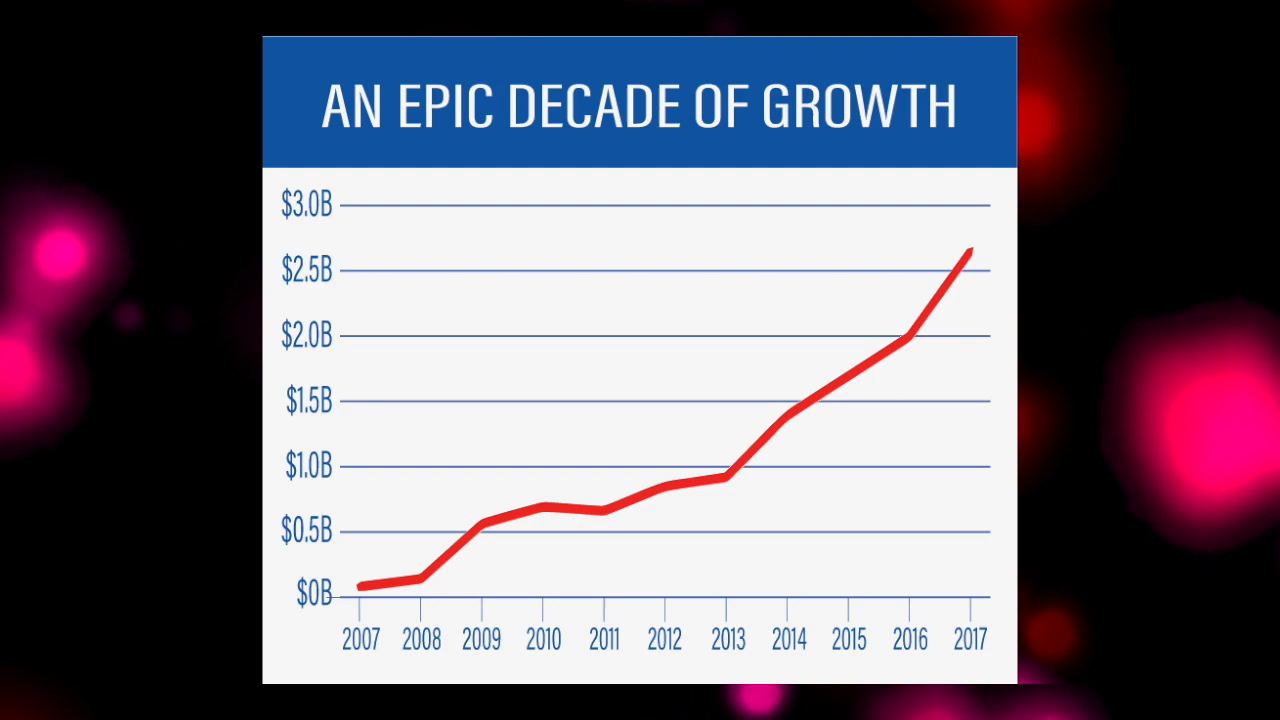 AN EPIC DECADE OF GROWTH
$3.0B
$2.5B
$2.0B
$1.5B
$1.0B
$0.5B
$0B
2007 2008 2009 2010 2011 2012 2013 2014 2015 2016 2017